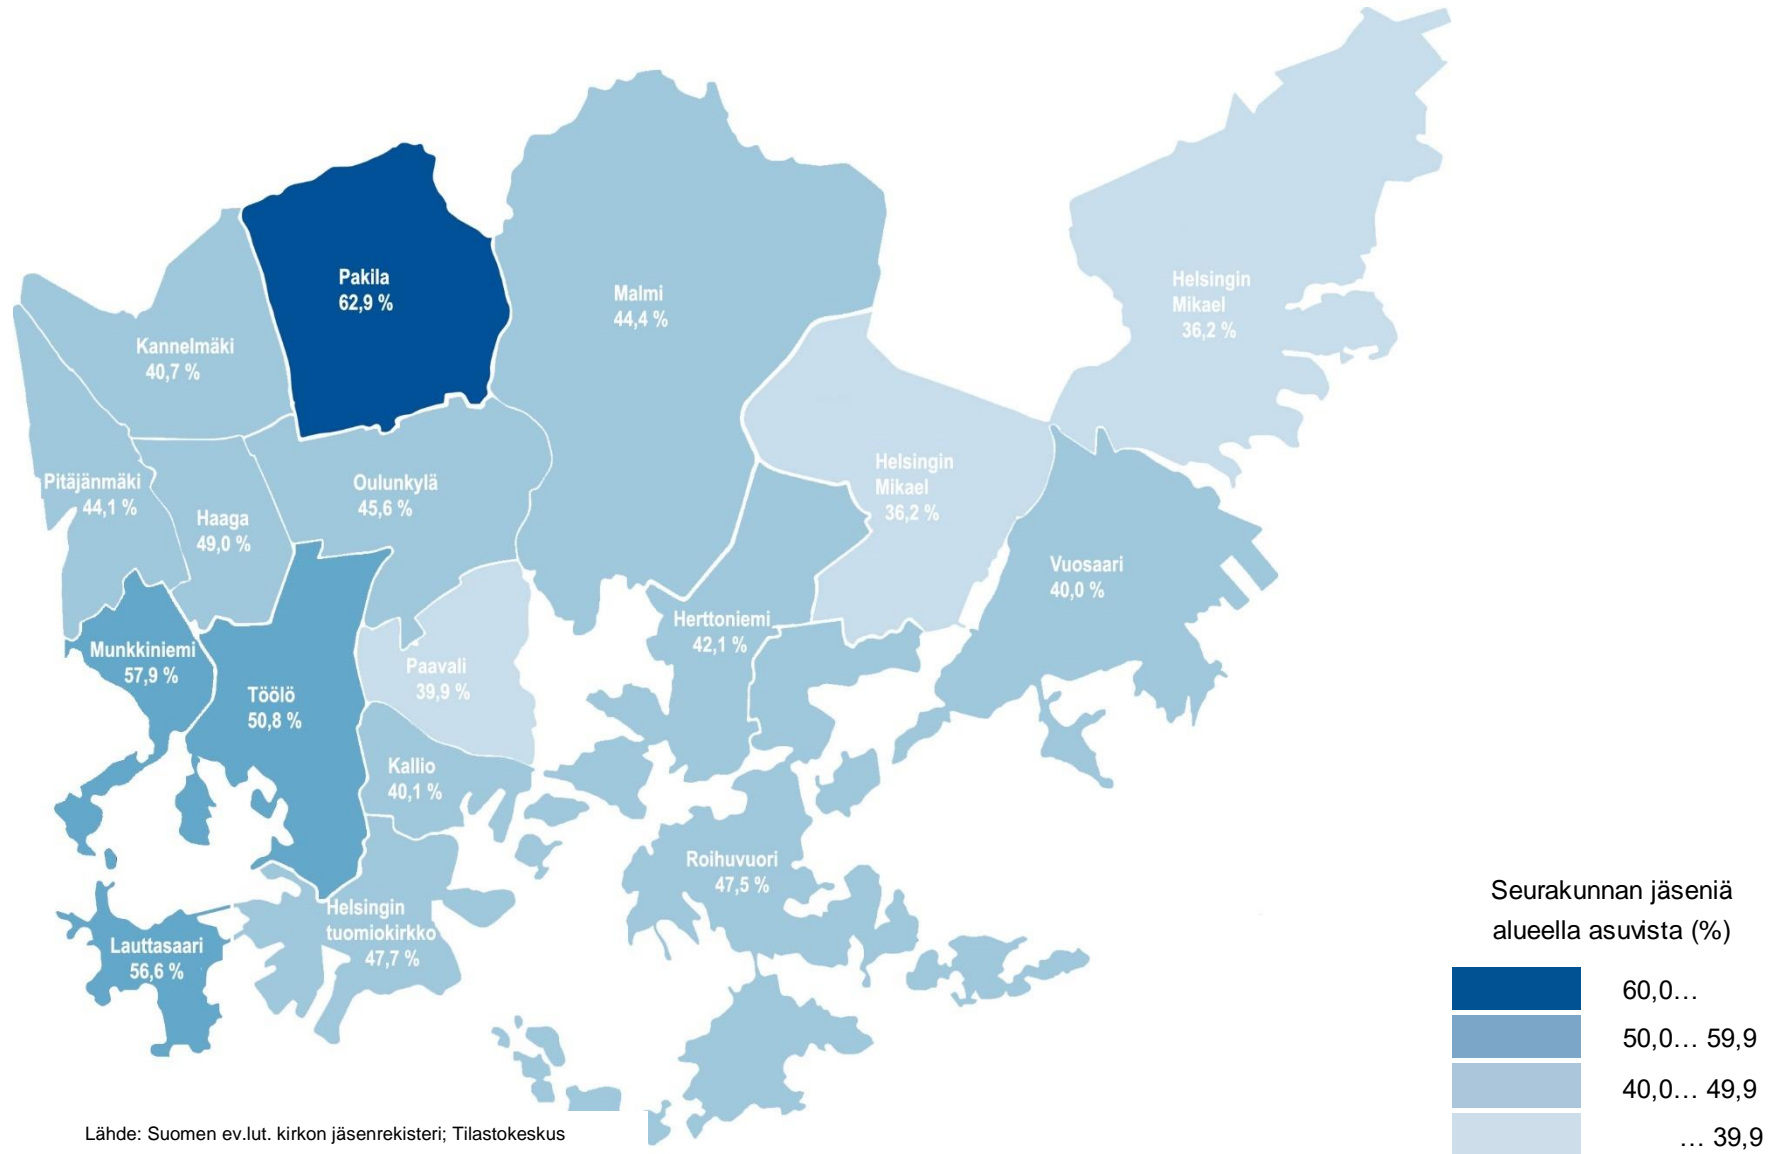 Pakila
62,9 %
Malmi
44,4 %
Helsingin
Mikael
36,2 %
Kannelmäki
40,7 %
Pitäjänmäki
44,1 %
Haaga
49,0 %
Oulunkylä
45,6 %
Helsingin
Mikael
36,2 %
Vuosaari
40,0 %
Herttoniemi
42,1 %
Munkkiniemi
57,9 %
Töölö
50,8 %
Paavali
39,9 %
Kallio
40,1 %
Roihuvuori
47,5 %
Helsingin
tuomiokirkko
47,7 %
Lauttasaari
56,6 %
Seurakunnan jäseniä
alueella asuvista (%)
60,0…
50,0… 59,9
40,0… 49,9
… 39,9
Lähde: Suomen ev.lut. kirkon jäsenrekisteri; Tilastokeskus